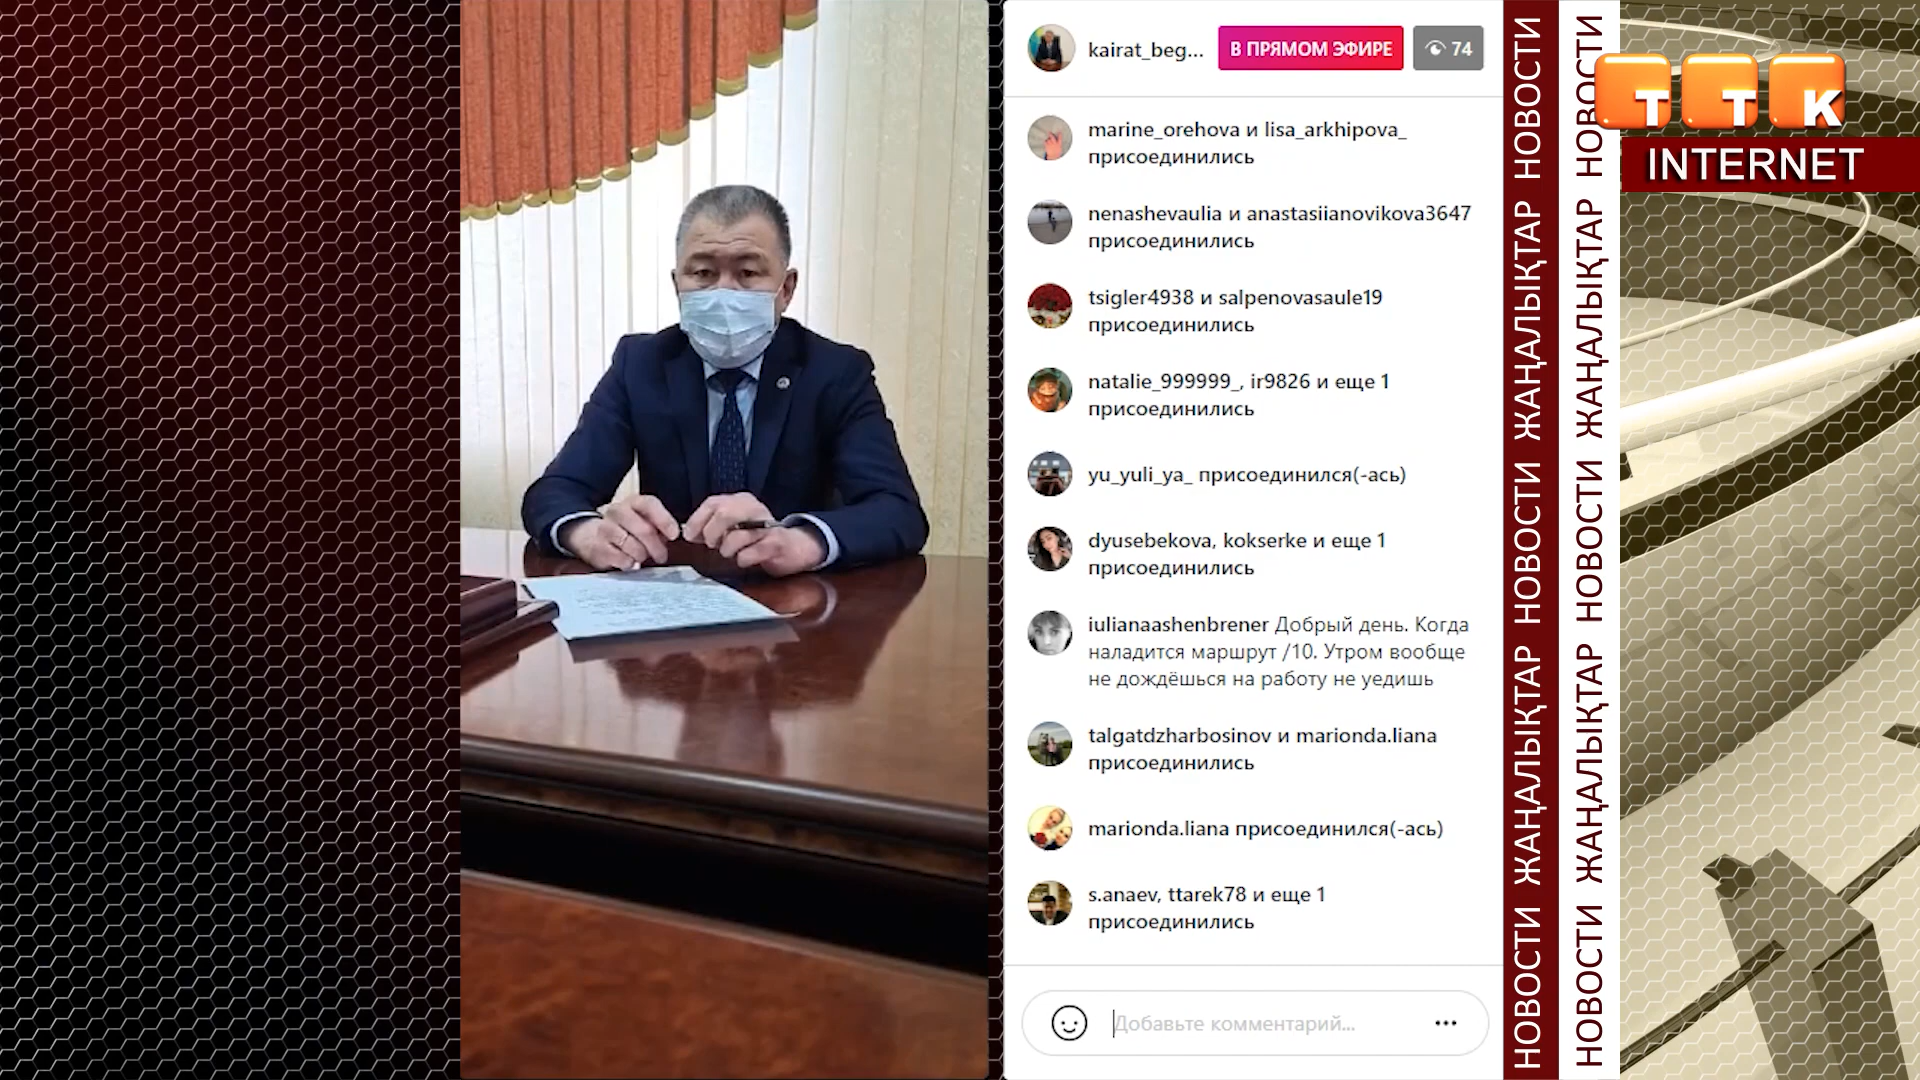 kairat_beg...
В ПРЯМОМ ЭФИРЕ
74
marine_orehova и lisa_arkhipova_
присоединились
nenashevaulia и anastasiianovikova3647
присоединились
tsigler4938 и salpenovasaule19
присоединились
natalie_999999_, ir9826 и еще 1
присоединились
yu_yuli_ya_ присоединился(-ась)
dyusebekova, kokserke и еще 1
присоединились
iulianaashenbrener Добрый день. Когда
наладится маршрут /10. Утром вообще
не дождёшься на работу не уедишь
talgatdzharbosinov и marionda.liana
присоединились
marionda.liana присоединился(-ась)
s.anaev, ttarek78 и еще 1
присоединились
Добавьте комментарий...
НОВОСТИ ЖАҢАЛЫҚТАР НОВОСТИ ЖАҢАЛЫҚТАР НОВОСТИ
НОВОСТИ ЖАҢАЛЫҚТАР НОВОСТИ ЖАҢАЛЫҚТАР НОВОСТИ
ТТК
INTERNET